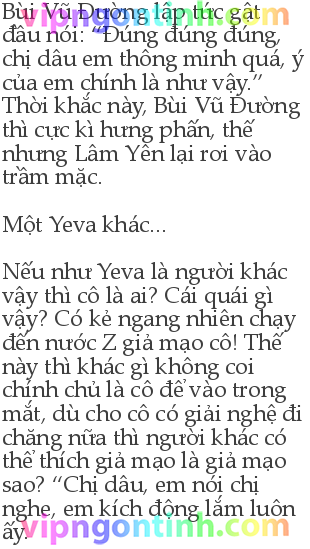 Bùi Vũ Đường lập tức gật
vipngontinh.com
đầu nói: “Đúng đúng đúng,
chị dâu em thông minh quá, ý
của em chính là như vậy.”
Thời khắc này, Bùi Vũ Đường
thì cực kì hưng phấn, thế
nhưng Lâm Yên lại rơi vào
trầm mặc.
Một Yeva khác...
Nếu như Yeva là người khác
vậy thì cô là ai? Cái quái gì
vậy? Có kẻ ngang nhiên chạy
đến nước Z giả mạo cô! Thế
này thì khác gì không coi
chính chủ là cô để vào trong
mắt, dù cho cô có giải nghệ đi
chăng nữa thì người khác có
thể thích giả mạo là giả mạo
sao? “Chị dâu, em nói chị
nghe, em kích động lắm luôn
ấy.
vipngontinh.com